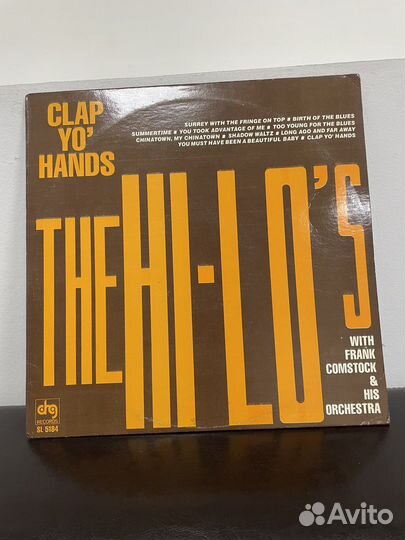 CLAP
YO'
HANDS
SURREY WITH THE FRINGE ON TOP • BIRTH OF THE BLUES
SUMMERTIME • YOU TOOK ADVANTAGE OF ME • TOO YOUNG FOR THE BLUES
CHINATOWN, MY CHINATOWN • SHADOW WALTZ • LONG AGO AND FAR AWAY
YOU MUST HAVE BEEN A BEAUTIFUL BABY • CLAP YO' HANDS
THE HI-LO'S
WITH
FRANK
COMSTOCK
&
HIS
ORCHESTRA
drg
RECORDS
SL 5184
Avito